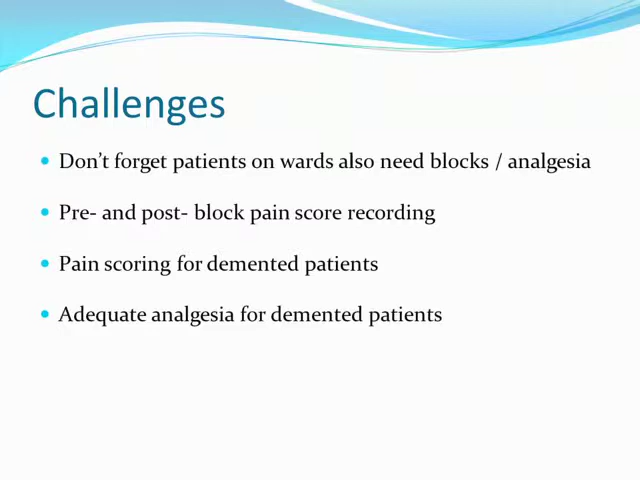 Challenges
Don’t forget patients on wards also need blocks / analgesia
Pre- and post- block pain score recording
Pain scoring for demented patients
Adequate analgesia for demented patients